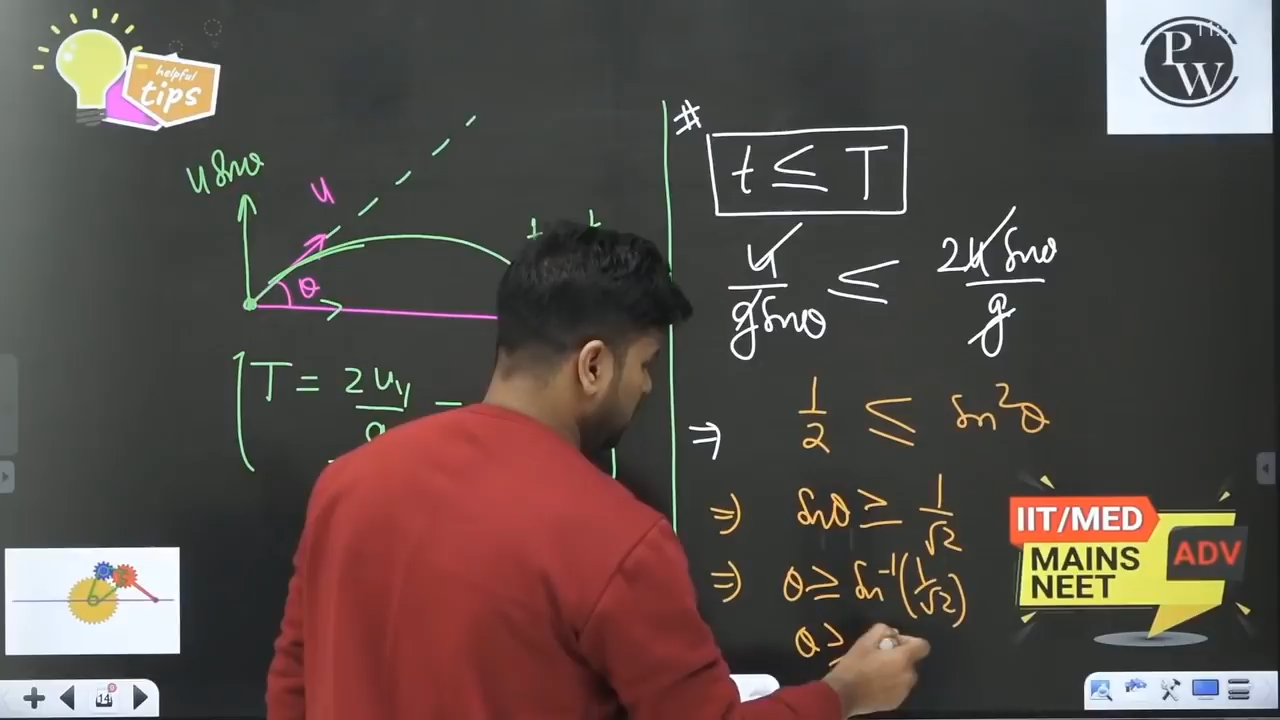 helpful
tips
PW
u sinθ
u
θ
T = 2u_y / g =
#
t ≤ T
u / g sinθ ≤ 2u sinθ / g
⇒ 1/2 ≤ sin²θ
⇒ sinθ ≥ 1/√2
⇒ θ ≥ sin⁻¹(1/√2)
θ ≥
IIT/MED
MAINS
NEET
ADV
14